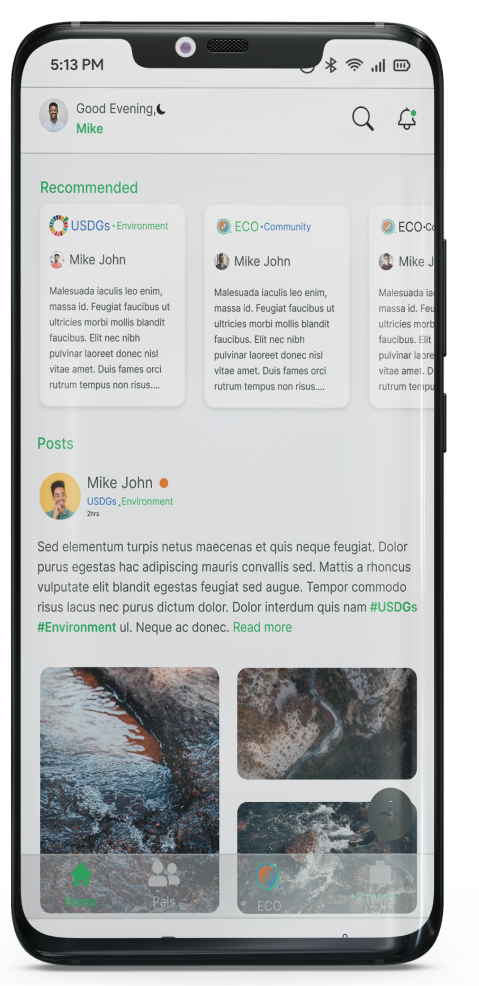 5:13 PM
Good Evening,
Mike
Recommended
USDGs • Environment
Mike John
Malesuada iaculis leo enim,
massa id. Feugiat faucibus ut
ultricies morbi mollis blandit
faucibus. Elit nec nibh
pulvinar laoreet donec nisl
vitae amet. Duis fames orci
rutrum tempus non risus....
ECO •Community
Mike John
Malesuada iaculis leo enim,
massa id. Feugiat faucibus ut
ultricies morbi mollis blandit
faucibus. Elit nec nibh
pulvinar laoreet donec nisl
vitae amet. Duis fames orci
rutrum tempus non risus....
ECO
Mike J
Malesuada ia
massa id. Feu
ultricies morb
faucibus. Elit
pulvinar laore
vitae amet. D
rutrum tempu
Posts
Mike John
USDGs .Environment
2hrs
Sed elementum turpis netus maecenas et quis neque feugiat. Dolor
purus egestas hac adipiscing mauris convallis sed. Mattis a rhoncus
vulputate elit blandit egestas feugiat sed augue. Tempor commodo
risus lacus nec purus dictum dolor. Dolor interdum quis nam #USDGs
#Environment ul. Neque ac donec. Read more
Home
Pals
ECO